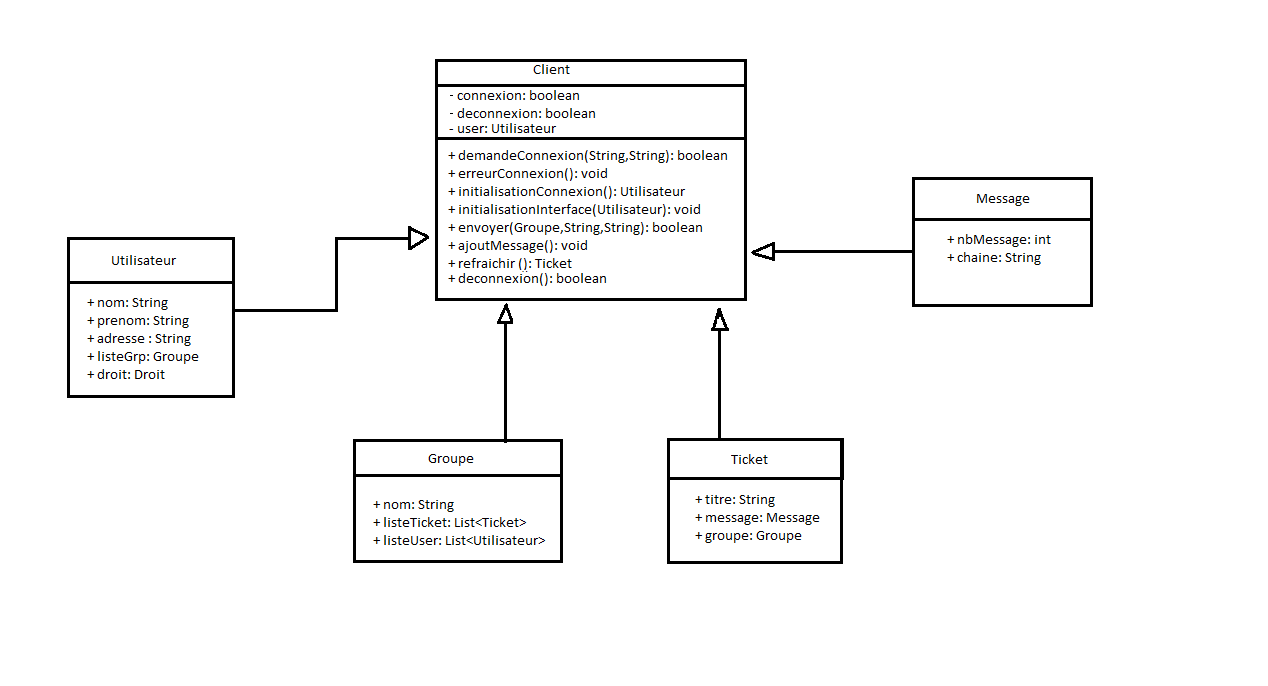 Client
- connexion: boolean
- deconnexion: boolean
- user: Utilisateur
+ demandeConnexion(String,String): boolean
+ erreurConnexion(): void
+ initialisationConnexion(): Utilisateur
+ initialisationInterface(Utilisateur): void
+ envoyer(Groupe,String,String): boolean
+ ajoutMessage(): void
+ refraichir (): Ticket
+ deconnexion(): boolean
Utilisateur
+ nom: String
+ prenom: String
+ adresse : String
+ listeGrp: Groupe
+ droit: Droit
Message
+ nbMessage: int
+ chaine: String
Groupe
+ nom: String
+ listeTicket: List<Ticket>
+ listeUser: List<Utilisateur>
Ticket
+ titre: String
+ message: Message
+ groupe: Groupe